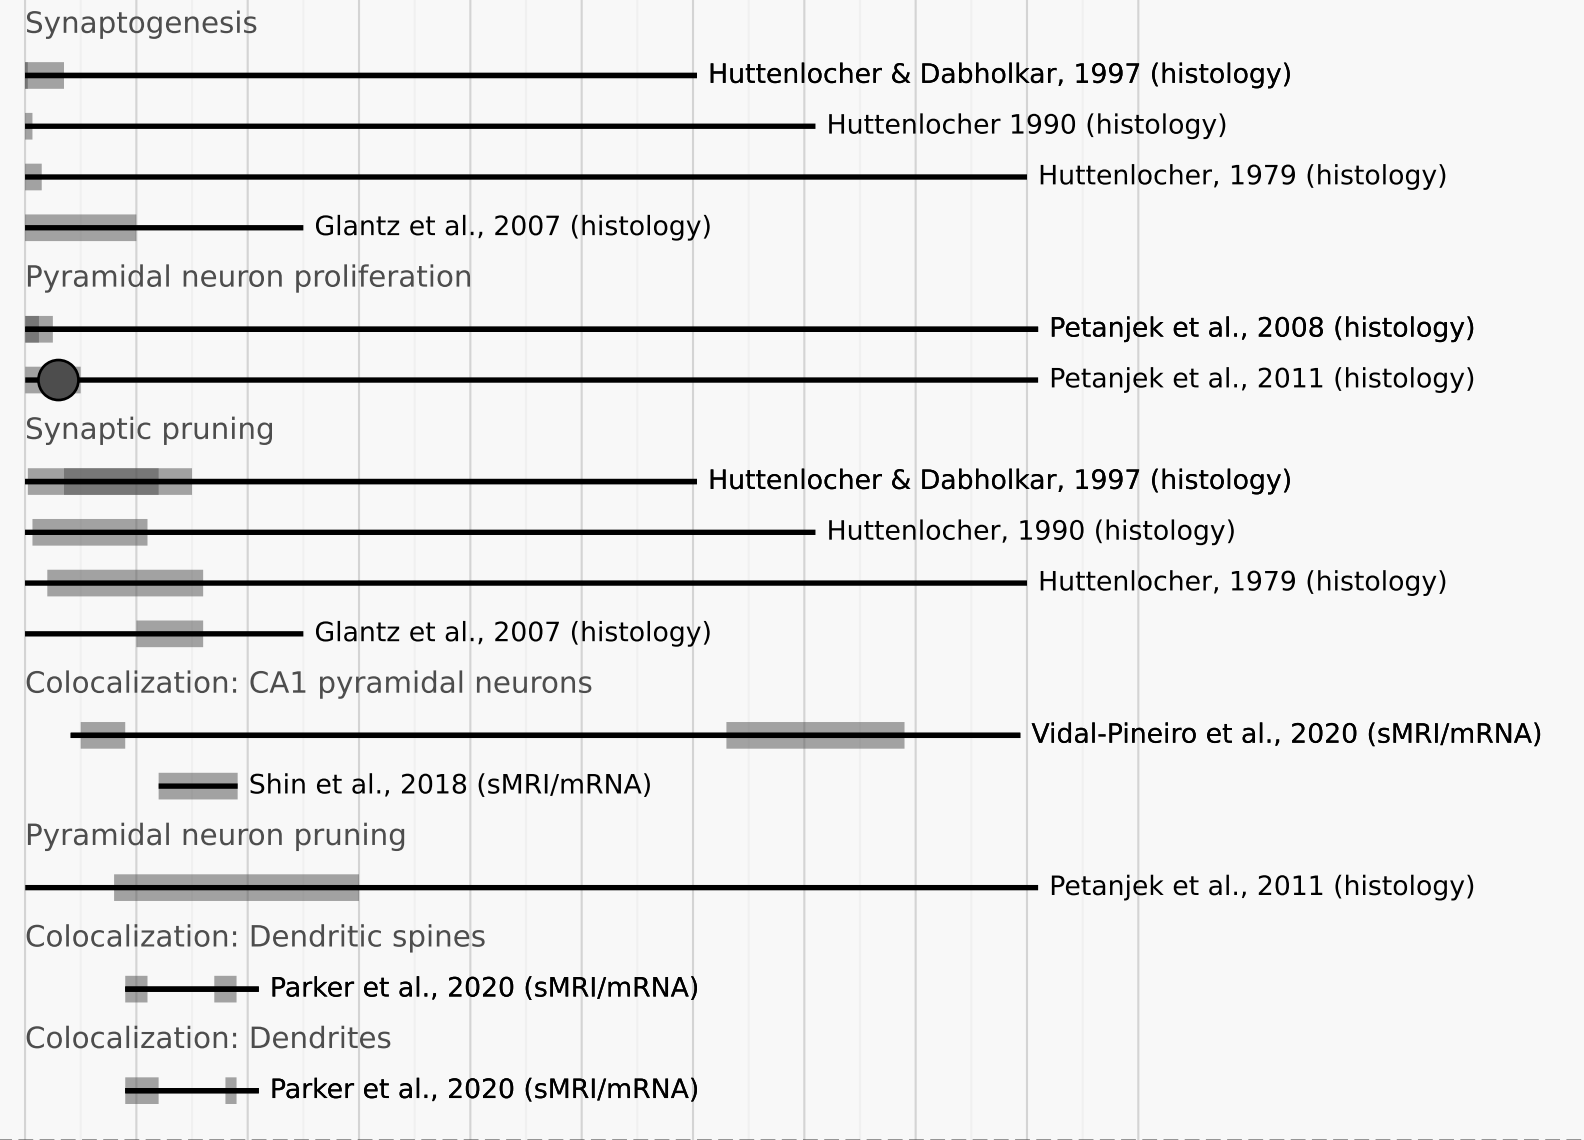 Synaptogenesis
Huttenlocher & Dabholkar, 1997 (histology)
Huttenlocher 1990 (histology)
Huttenlocher, 1979 (histology)
Glantz et al., 2007 (histology)
Pyramidal neuron proliferation
Petanjek et al., 2008 (histology)
Petanjek et al., 2011 (histology)
Synaptic pruning
Huttenlocher & Dabholkar, 1997 (histology)
Huttenlocher, 1990 (histology)
Huttenlocher, 1979 (histology)
Glantz et al., 2007 (histology)
Colocalization: CA1 pyramidal neurons
Vidal-Pineiro et al., 2020 (sMRI/mRNA)
Shin et al., 2018 (sMRI/mRNA)
Pyramidal neuron pruning
Petanjek et al., 2011 (histology)
Colocalization: Dendritic spines
Parker et al., 2020 (sMRI/mRNA)
Colocalization: Dendrites
Parker et al., 2020 (sMRI/mRNA)